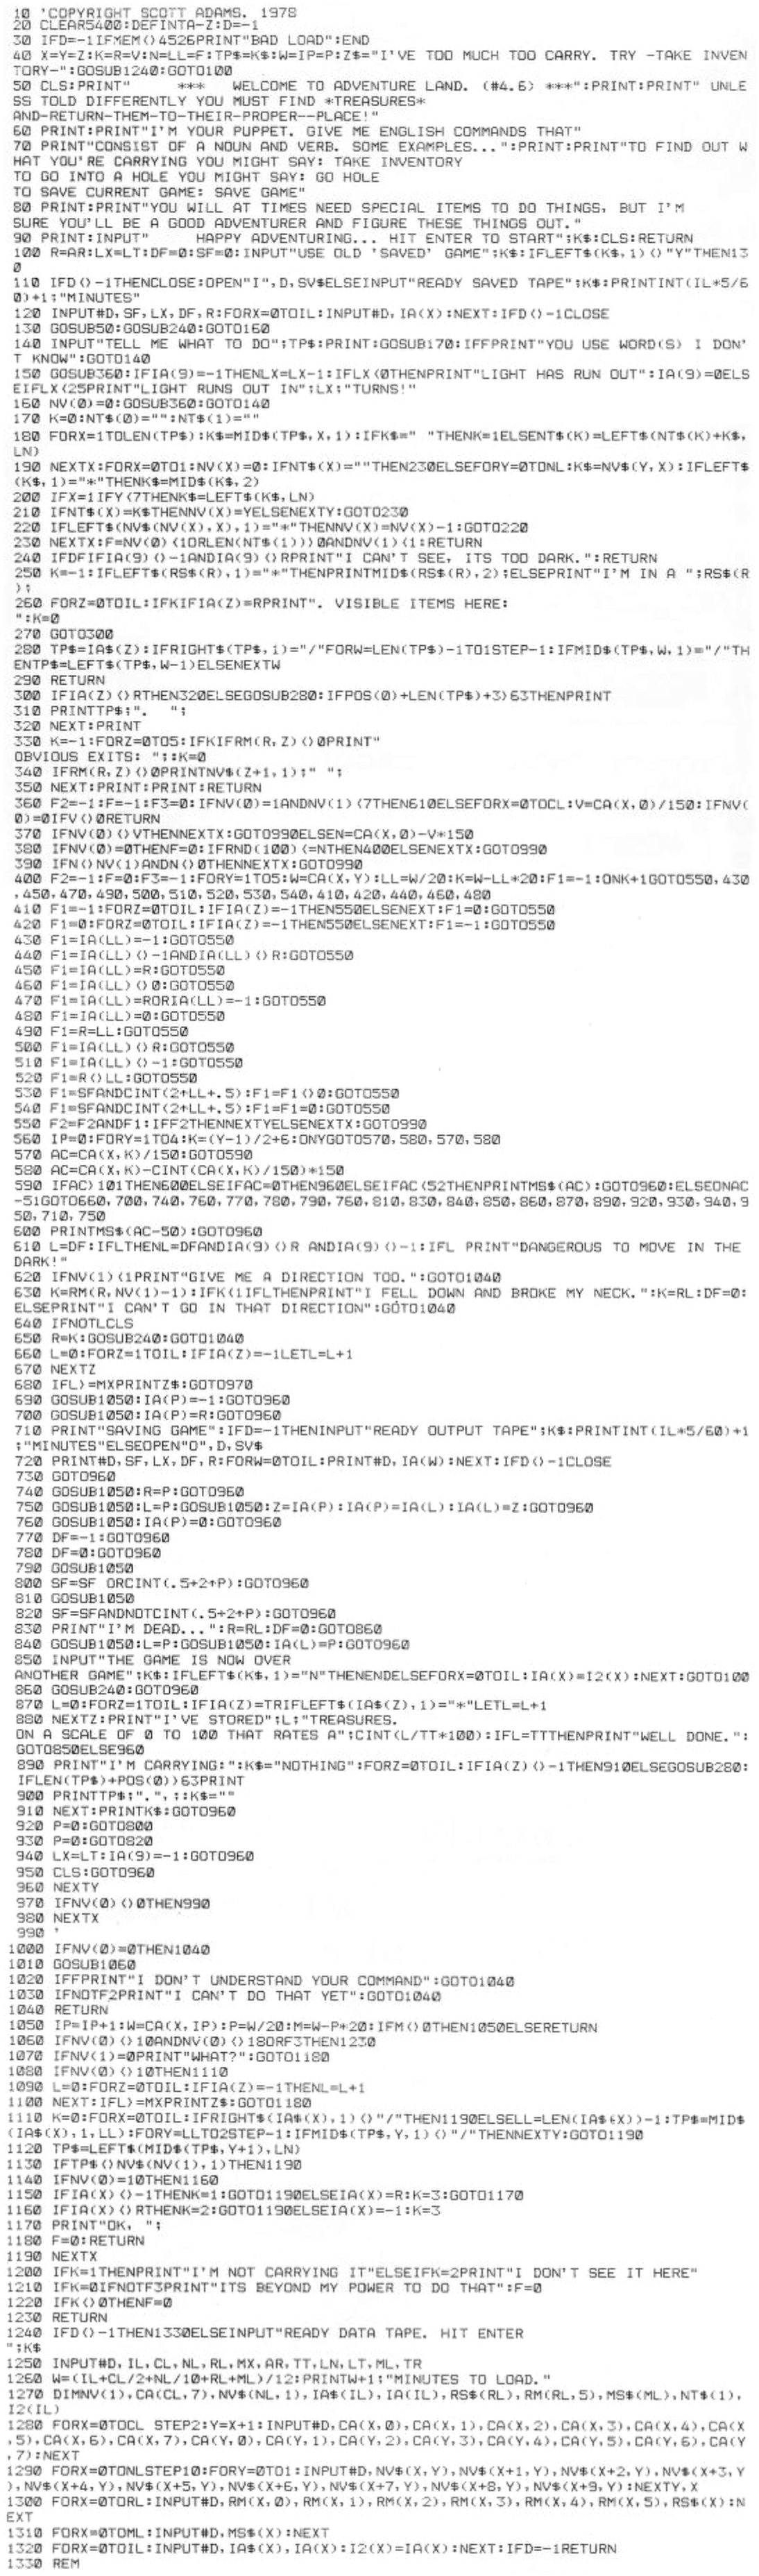 10 'COPYRIGHT SCOTT ADAMS, 1978
20 CLEAR5400:DEFINTA-Z:D=-1
30 IFD=-1IFMEM<>4526PRINT"BAD LOAD":END
40 X=Y=Z:K=R=V:N=LL=F:TP$=K$:W=IP=P:Z$="I'VE TOO MUCH TOO CARRY. TRY -TAKE INVEN
TORY-":GOSUB1240:GOTO100
50 CLS:PRINT"      ***   WELCOME TO ADVENTURE LAND. (#4.6) ***":PRINT:PRINT" UNLE
SS TOLD DIFFERENTLY YOU MUST FIND *TREASURES*
AND-RETURN-THEM-TO-THEIR-PROPER--PLACE!"
60 PRINT:PRINT"I'M YOUR PUPPET. GIVE ME ENGLISH COMMANDS THAT"
70 PRINT"CONSIST OF A NOUN AND VERB. SOME EXAMPLES...":PRINT:PRINT"TO FIND OUT W
HAT YOU'RE CARRYING YOU MIGHT SAY: TAKE INVENTORY
TO GO INTO A HOLE YOU MIGHT SAY: GO HOLE
TO SAVE CURRENT GAME: SAVE GAME"
80 PRINT:PRINT"YOU WILL AT TIMES NEED SPECIAL ITEMS TO DO THINGS, BUT I'M
SURE YOU'LL BE A GOOD ADVENTURER AND FIGURE THESE THINGS OUT."
90 PRINT:INPUT"     HAPPY ADVENTURING... HIT ENTER TO START";K$:CLS:RETURN
100 R=AR:LX=LT:DF=0:SF=0:INPUT"USE OLD 'SAVED' GAME";K$:IFLEFT$(K$,1)<>"Y"THEN13
0
110 IFD<>-1THENCLOSE:OPEN"I",D,SV$ELSEINPUT"READY SAVED TAPE";K$:PRINTINT(IL*5/6
0)+1;"MINUTES"
120 INPUT#D,SF,LX,DF,R:FORX=0TOIL:INPUT#D,IA(X):NEXT:IFD<>-1CLOSE
130 GOSUB50:GOSUB240:GOTO160
140 INPUT"TELL ME WHAT TO DO";TP$:PRINT:GOSUB170:IFFPRINT"YOU USE WORD(S) I DON'
T KNOW":GOTO140
150 GOSUB360:IFIA(9)=-1THENLX=LX-1:IFLX<0THENPRINT"LIGHT HAS RUN OUT":IA(9)=0ELS
EIFLX<25PRINT"LIGHT RUNS OUT IN";LX;"TURNS!"
160 NV(0)=0:GOSUB360:GOTO140
170 K=0:NT$(0)="":NT$(1)=""
180 FORX=1TOLEN(TP$):K$=MID$(TP$,X,1):IFK$=" "THENK=1ELSENT$(K)=LEFT$(NT$(K)+K$,
LN)
190 NEXTX:FORX=0TO1:NV(X)=0:IFNT$(X)=""THEN230ELSEFORY=0TONL:K$=NV$(Y,X):IFLEFT$
(K$,1)="*"THENK$=MID$(K$,2)
200 IFX=1IFY<7THENK$=LEFT$(K$,LN)
210 IFNT$(X)=K$THENNV(X)=YELSENEXTY:GOTO230
220 IFLEFT$(NV$(NV(X),X),1)="*"THENNV(X)=NV(X)-1:GOTO220
230 NEXTX:F=NV(0)<1ORLEN(NT$(1))>0ANDNV(1)<1:RETURN
240 IFDFIFIA(9)<>-1ANDIA(9)<>RPRINT"I CAN'T SEE, ITS TOO DARK.":RETURN
250 K=-1:IFLEFT$(RS$(R),1)="*"THENPRINTMID$(RS$(R),2);ELSEPRINT"I'M IN A ";RS$(R
);
260 FORZ=0TOIL:IFKIFIA(Z)=RPRINT". VISIBLE ITEMS HERE:
":K=0
270 GOTO300
280 TP$=IA$(Z):IFRIGHT$(TP$,1)="/"FORW=LEN(TP$)-1TO1STEP-1:IFMID$(TP$,W,1)="/"TH
ENTP$=LEFT$(TP$,W-1)ELSENEXTW
290 RETURN
300 IFIA(Z)<>RTHEN320ELSEGOSUB280:IFPOS(0)+LEN(TP$)+3>63THENPRINT
310 PRINTTP$;".  ";
320 NEXT:PRINT
330 K=-1:FORZ=0TO5:IFKIFRM(R,Z)<>0PRINT"
OBVIOUS EXITS: ";:K=0
340 IFRM(R,Z)<>0PRINTNV$(Z+1,1);" ";
350 NEXT:PRINT:PRINT:RETURN
360 F2=-1:F=-1:F3=0:IFNV(0)=1ANDNV(1)<7THEN610ELSEFORX=0TOCL:V=CA(X,0)/150:IFNV(
0)=0IFV<>0RETURN
370 IFNV(0)<>VTHENNEXTX:GOTO990ELSEN=CA(X,0)-V*150
380 IFNV(0)=0THENF=0:IFRND(100)<=NTHEN400ELSENEXTX:GOTO990
390 IFN<>NV(1)ANDN<>0THENNEXTX:GOTO990
400 F2=-1:F=0:F3=-1:FORY=1TO5:W=CA(X,Y):LL=W/20:K=W-LL*20:F1=-1:ONK+1GOTO550,430
,450,470,490,500,510,520,530,540,410,420,440,460,480
410 F1=-1:FORZ=0TOIL:IFIA(Z)=-1THEN550ELSENEXT:F1=0:GOTO550
420 F1=0:FORZ=0TOIL:IFIA(Z)=-1THEN550ELSENEXT:F1=-1:GOTO550
430 F1=IA(LL)=-1:GOTO550
440 F1=IA(LL)<>-1ANDIA(LL)<>R:GOTO550
450 F1=IA(LL)=R:GOTO550
460 F1=IA(LL)<>0:GOTO550
470 F1=IA(LL)=RORIA(LL)=-1:GOTO550
480 F1=IA(LL)=0:GOTO550
490 F1=R=LL:GOTO550
500 F1=IA(LL)<>R:GOTO550
510 F1=IA(LL)<>-1:GOTO550
520 F1=R<>LL:GOTO550
530 F1=SFANDCINT(2↑LL+.5):F1=F1<>0:GOTO550
540 F1=SFANDCINT(2↑LL+.5):F1=F1=0:GOTO550
550 F2=F2ANDF1:IFF2THENNEXTYELSENEXTX:GOTO990
560 IP=0:FORY=1TO4:K=(Y-1)/2+6:ONYGOTO570,580,570,580
570 AC=CA(X,K)/150:GOTO590
580 AC=CA(X,K)-CINT(CA(X,K)/150)*150
590 IFAC>101THEN600ELSEIFAC=0THEN960ELSEIFAC<52THENPRINTMS$(AC):GOTO960:ELSEONAC
-51GOTO660,700,740,760,770,780,790,760,810,830,840,850,860,870,890,920,930,940,9
50,710,750
600 PRINTMS$(AC-50):GOTO960
610 L=DF:IFLTHENL=DFANDIA(9)<>R ANDIA(9)<>-1:IFL PRINT"DANGEROUS TO MOVE IN THE
DARK!"
620 IFNV(1)<1PRINT"GIVE ME A DIRECTION TOO.":GOTO1040
630 K=RM(R,NV(1)-1):IFK<1IFLTHENPRINT"I FELL DOWN AND BROKE MY NECK.":K=RL:DF=0:
ELSEPRINT"I CAN'T GO IN THAT DIRECTION":GOTO1040
640 IFNOTLCLS
650 R=K:GOSUB240:GOTO1040
660 L=0:FORZ=1TOIL:IFIA(Z)=-1LETL=L+1
670 NEXTZ
680 IFL>=MXPRINTZ$:GOTO970
690 GOSUB1050:IA(P)=-1:GOTO960
700 GOSUB1050:IA(P)=R:GOTO960
710 PRINT"SAVING GAME":IFD=-1THENINPUT"READY OUTPUT TAPE";K$:PRINTINT(IL*5/60)+1
;"MINUTES"ELSEOPEN"O",D,SV$
720 PRINT#D,SF,LX,DF,R:FORW=0TOIL:PRINT#D,IA(W):NEXT:IFD<>-1CLOSE
730 GOTO960
740 GOSUB1050:R=P:GOTO960
750 GOSUB1050:L=P:GOSUB1050:Z=IA(P):IA(P)=IA(L):IA(L)=Z:GOTO960
760 GOSUB1050:IA(P)=0:GOTO960
770 DF=-1:GOTO960
780 DF=0:GOTO960
790 GOSUB1050
800 SF=SF ORCINT(.5+2↑P):GOTO960
810 GOSUB1050
820 SF=SFANDNOTCINT(.5+2↑P):GOTO960
830 PRINT"I'M DEAD...":R=RL:DF=0:GOTO860
840 GOSUB1050:L=P:GOSUB1050:IA(L)=P:GOTO960
850 INPUT"THE GAME IS NOW OVER
ANOTHER GAME";K$:IFLEFT$(K$,1)="N"THENENDELSEFORX=0TOIL:IA(X)=I2(X):NEXT:GOTO100
860 GOSUB240:GOTO960
870 L=0:FORZ=1TOIL:IFIA(Z)=TRIFLEFT$(IA$(Z),1)="*"LETL=L+1
880 NEXTZ:PRINT"I'VE STORED";L;"TREASURES.
ON A SCALE OF 0 TO 100 THAT RATES A";CINT(L/TT*100):IFL=TTTHENPRINT"WELL DONE.":
GOTO850ELSE960
890 PRINT"I'M CARRYING:":K$="NOTHING":FORZ=0TOIL:IFIA(Z)<>-1THEN910ELSEGOSUB280:
IFLEN(TP$)+POS(0)>63PRINT
900 PRINTTP$;".",;:K$=""
910 NEXT:PRINTK$:GOTO960
920 P=0:GOTO800
930 P=0:GOTO820
940 LX=LT:IA(9)=-1:GOTO960
950 CLS:GOTO960
960 NEXTY
970 IFNV(0)<>0THEN990
980 NEXTX
990 '
1000 IFNV(0)=0THEN1040
1010 GOSUB1060
1020 IFFPRINT"I DON'T UNDERSTAND YOUR COMMAND":GOTO1040
1030 IFNOTF2PRINT"I CAN'T DO THAT YET":GOTO1040
1040 RETURN
1050 IP=IP+1:W=CA(X,IP):P=W/20:M=W-P*20:IFM<>0THEN1050ELSERETURN
1060 IFNV(0)<>10ANDNV(0)<>18ORF3THEN1230
1070 IFNV(1)=0PRINT"WHAT?":GOTO1180
1080 IFNV(0)<>10THEN1110
1090 L=0:FORZ=0TOIL:IFIA(Z)=-1THENL=L+1
1100 NEXT:IFL>=MXPRINTZ$:GOTO1180
1110 K=0:FORX=0TOIL:IFRIGHT$(IA$(X),1)<>"/"THEN1190ELSELL=LEN(IA$(X))-1:TP$=MID$
(IA$(X),1,LL):FORY=LLTO2STEP-1:IFMID$(TP$,Y,1)<>"/"THENNEXTY:GOTO1190
1120 TP$=LEFT$(MID$(TP$,Y+1),LN)
1130 IFTP$<>NV$(NV(1),1)THEN1190
1140 IFNV(0)=10THEN1160
1150 IFIA(X)<>-1THENK=1:GOTO1190ELSEIA(X)=R:K=3:GOTO1170
1160 IFIA(X)<>RTHENK=2:GOTO1190ELSEIA(X)=-1:K=3
1170 PRINT"OK, ";
1180 F=0:RETURN
1190 NEXTX
1200 IFK=1THENPRINT"I'M NOT CARRYING IT"ELSEIFK=2PRINT"I DON'T SEE IT HERE"
1210 IFK=0IFNOTF3PRINT"ITS BEYOND MY POWER TO DO THAT":F=0
1220 IFK<>0THENF=0
1230 RETURN
1240 IFD<>-1THEN1330ELSEINPUT"READY DATA TAPE. HIT ENTER
";K$
1250 INPUT#D,IL,CL,NL,RL,MX,AR,TT,LN,LT,ML,TR
1260 W=(IL+CL/2+NL/10+RL+ML)/12:PRINTW+1;"MINUTES TO LOAD."
1270 DIMNV(1),CA(CL,7),NV$(NL,1),IA$(IL),IA(IL),RS$(RL),RM(RL,5),MS$(ML),NT$(1),
I2(IL)
1280 FORX=0TOCL STEP2:Y=X+1:INPUT#D,CA(X,0),CA(X,1),CA(X,2),CA(X,3),CA(X,4),CA(X
,5),CA(X,6),CA(X,7),CA(Y,0),CA(Y,1),CA(Y,2),CA(Y,3),CA(Y,4),CA(Y,5),CA(Y,6),CA(Y
,7):NEXT
1290 FORX=0TONLSTEP10:FORY=0TO1:INPUT#D,NV$(X,Y),NV$(X+1,Y),NV$(X+2,Y),NV$(X+3,Y
),NV$(X+4,Y),NV$(X+5,Y),NV$(X+6,Y),NV$(X+7,Y),NV$(X+8,Y),NV$(X+9,Y):NEXTY,X
1300 FORX=0TORL:INPUT#D,RM(X,0),RM(X,1),RM(X,2),RM(X,3),RM(X,4),RM(X,5),RS$(X):N
EXT
1310 FORX=0TOML:INPUT#D,MS$(X):NEXT
1320 FORX=0TOIL:INPUT#D,IA$(X),IA(X):I2(X)=IA(X):NEXT:IFD=-1RETURN
1330 REM